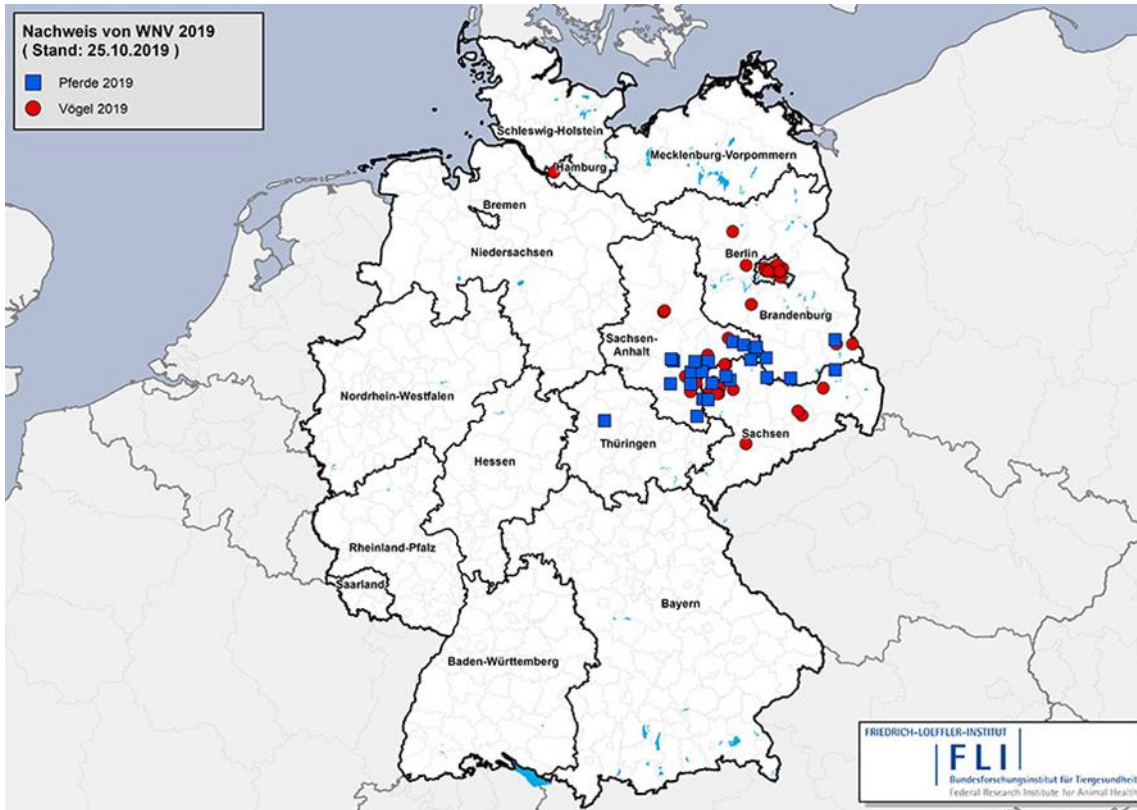 Nachweis von WNV 2019
( Stand: 25.10.2019 )
Pferde 2019
Vögel 2019
Schleswig-Holstein
Mecklenburg-Vorpommern
Hamburg
Bremen
Berlin
Niedersachsen
Brandenburg
Sachsen-
Anhalt
Nordrhein-Westfalen
Sachsen
Thüringen
Hessen
Rheinland-Pfalz
Saarland
Bayern
Baden-Württemberg
FRIEDRICH-LOEFFLER-INSTITUT
FLI
Bundesforschungsinstitut für Tiergesundheit
Federal Research Institute for Animal Health